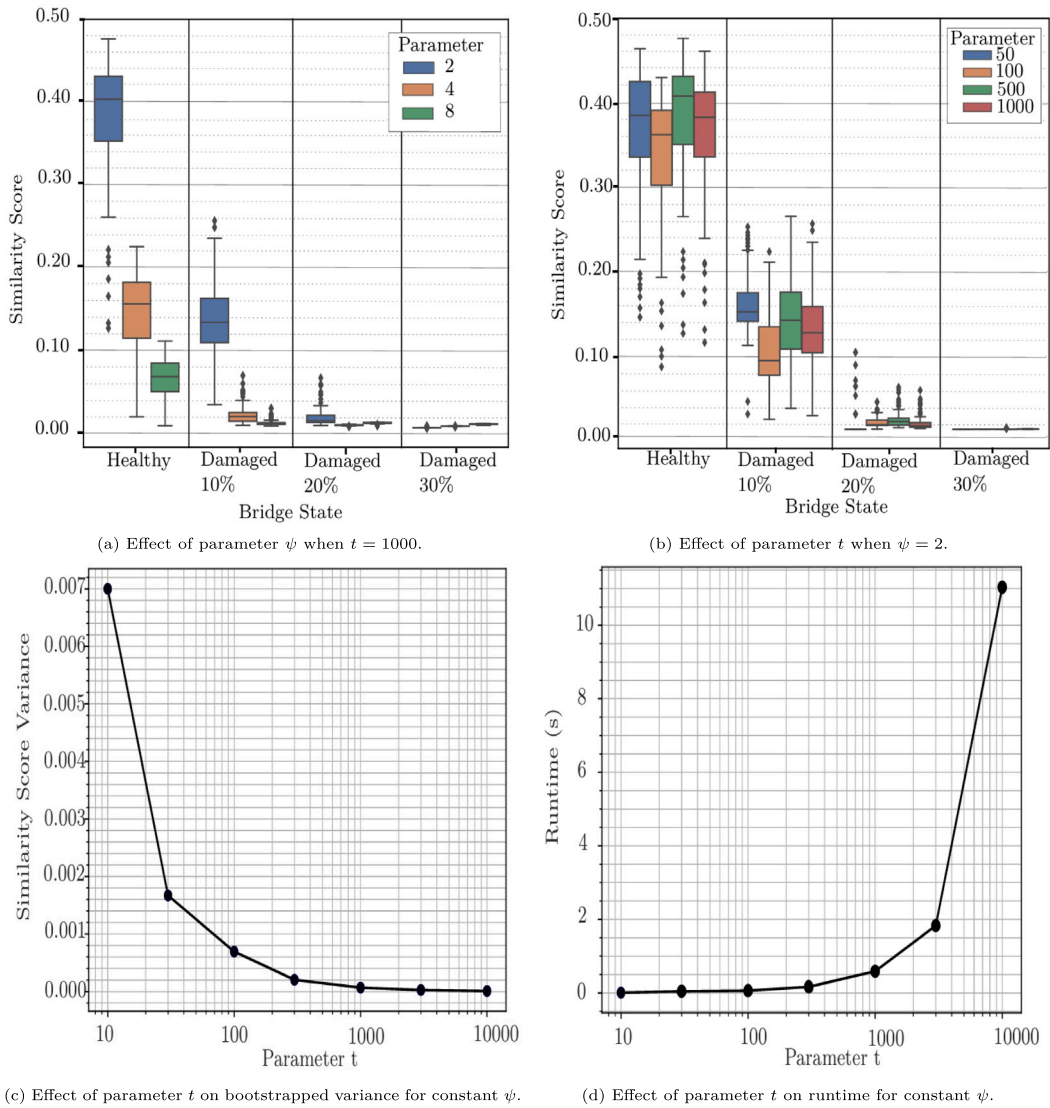 0.50
0.40
0.30
0.20
0.10
0.00
Similarity Score
Parameter
2
4
8
Healthy
Damaged
10%
Damaged
20%
Damaged
30%
Bridge State
(a) Effect of parameter ψ when t = 1000.
0.50
0.40
0.30
0.20
0.10
0.00
Similarity Score
Parameter
50
100
500
1000
Healthy
Damaged
10%
Damaged
20%
Damaged
30%
Bridge State
(b) Effect of parameter t when ψ = 2.
0.007
0.006
0.005
0.004
0.003
0.002
0.001
0.000
Similarity Score Variance
10
100
1000
10000
Parameter t
(c) Effect of parameter t on bootstrapped variance for constant ψ.
10
8
6
4
2
0
Runtime (s)
10
100
1000
10000
Parameter t
(d) Effect of parameter t on runtime for constant ψ.